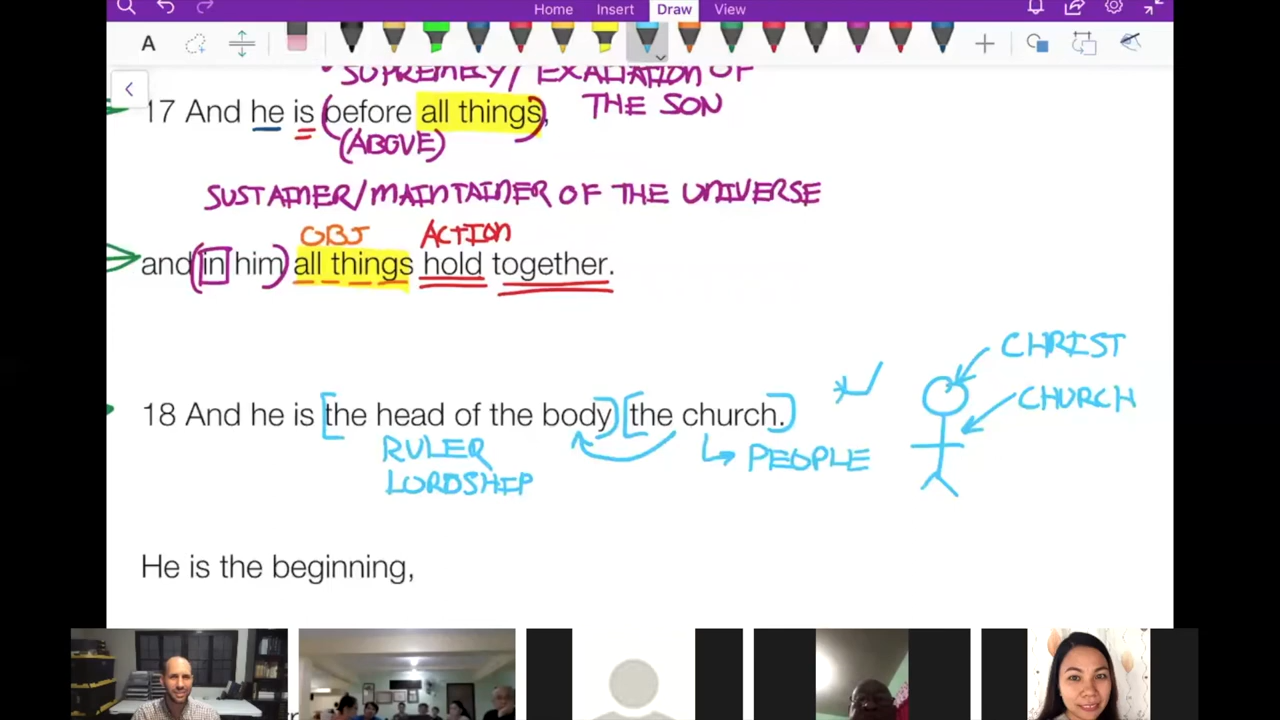 Home Insert Draw View
A
SUPREMECY/ EXALTATION OF
17 And he is (before all things), THE SON
(ABOVE)
SUSTAINER/MAINTAINER OF THE UNIVERSE
OBJ ACTION
and (in him) all things hold together.
CHRIST
CHURCH
18 And he is [the head of the body) [the church.]
RULER PEOPLE
LORDSHIP
He is the beginning,